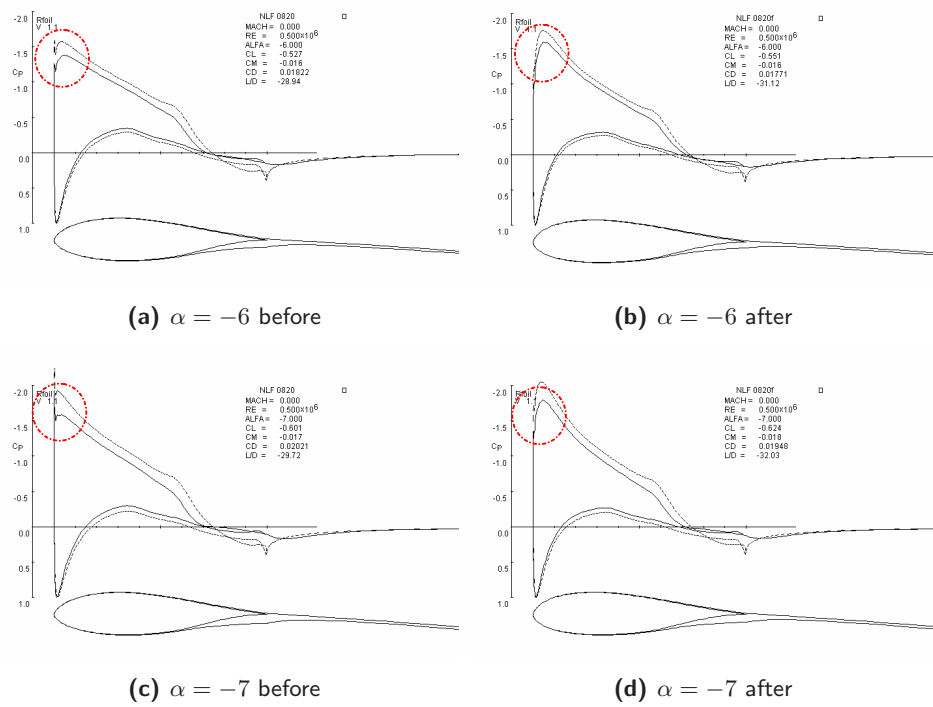 -2.0
Rfoil
V 1.1
-1.5
CP
-1.0
-0.5
0.0
0.5
1.0
NLF 0820
MACH = 0.000
RE = 0.500×10⁶
ALFA = -6.000
CL = -0.527
CM = -0.016
CD = 0.01822
L/D = -28.94
(a) α = −6 before
-2.0
Rfoil
V 1.1
-1.5
CP
-1.0
-0.5
0.0
0.5
1.0
NLF 0820f
MACH = 0.000
RE = 0.500×10⁶
ALFA = -6.000
CL = -0.551
CM = -0.016
CD = 0.01771
L/D = -31.12
(b) α = −6 after
Rfoil
-2.0
V 1.1
-1.5
CP
-1.0
-0.5
0.0
0.5
1.0
NLF 0820
MACH = 0.000
RE = 0.500×10⁶
ALFA = -7.000
CL = -0.601
CM = -0.017
CD = 0.02021
L/D = -29.72
(c) α = −7 before
Rfoil
-2.0
V 1.1
-1.5
CP
-1.0
-0.5
0.0
0.5
1.0
NLF 0820f
MACH = 0.000
RE = 0.500×10⁶
ALFA = -7.000
CL = -0.624
CM = -0.018
CD = 0.01948
L/D = -32.03
(d) α = −7 after